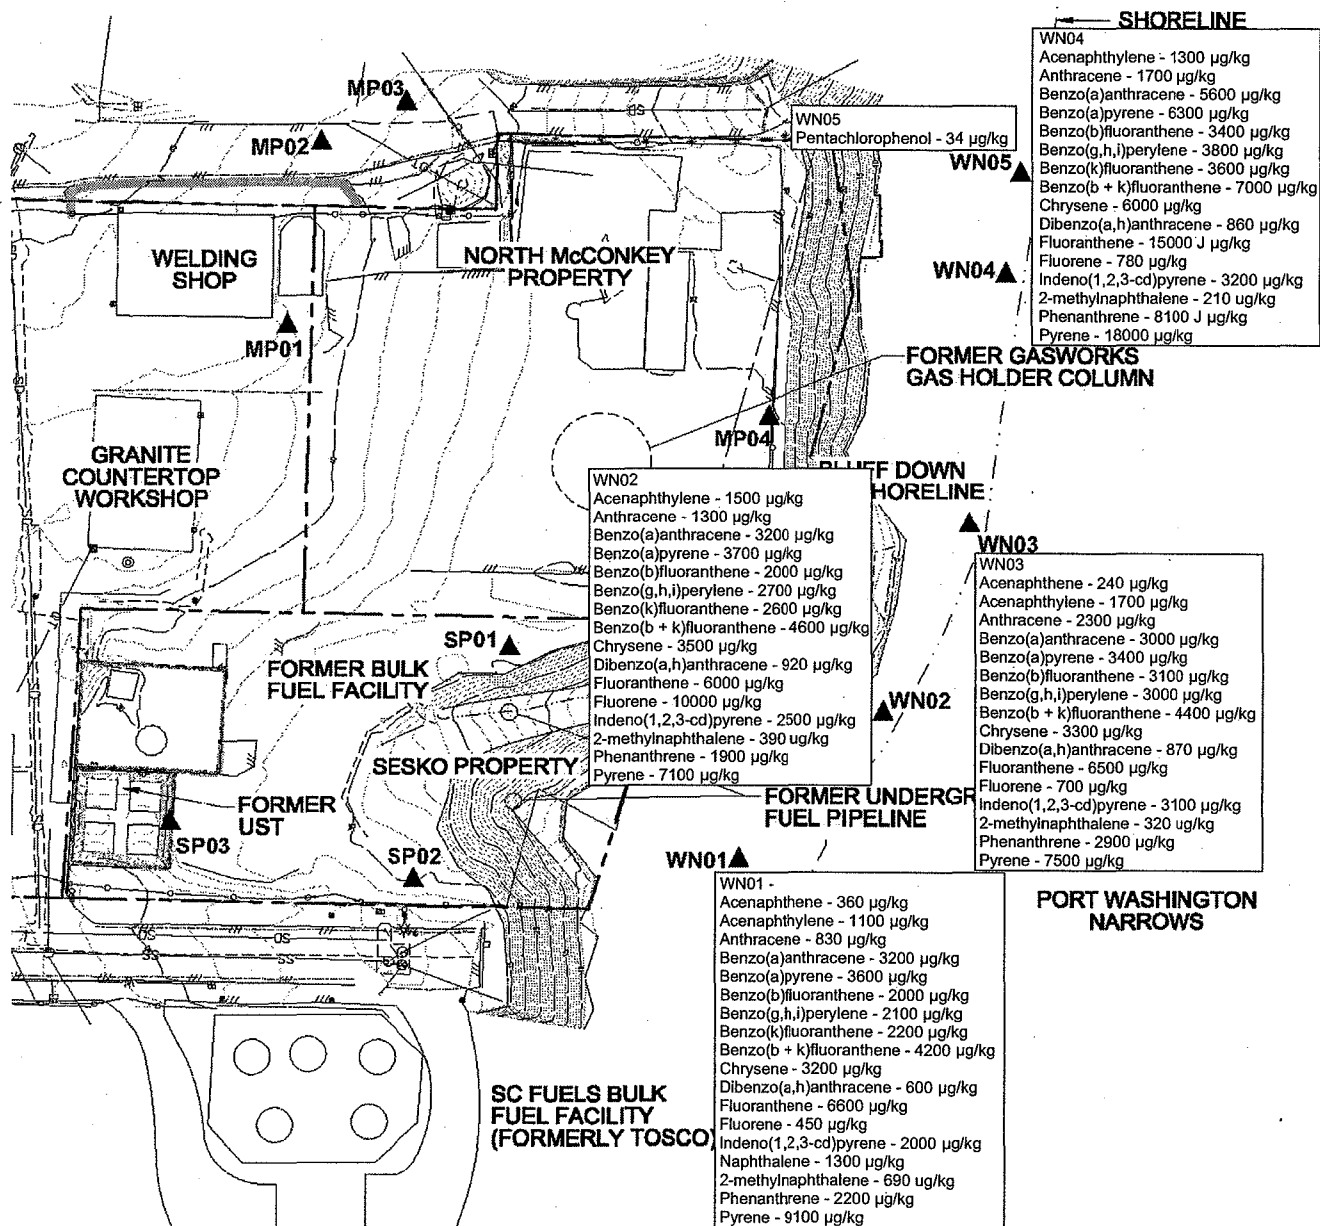 SHORELINE
WN04
Acenaphthylene - 1300 µg/kg
Anthracene - 1700 µg/kg
Benzo(a)anthracene - 5600 µg/kg
Benzo(a)pyrene - 6300 µg/kg
Benzo(b)fluoranthene - 3400 µg/kg
Benzo(g,h,i)perylene - 3800 µg/kg
Benzo(k)fluoranthene - 3600 µg/kg
Benzo(b + k)fluoranthene - 7000 µg/kg
Chrysene - 6000 µg/kg
Dibenzo(a,h)anthracene - 860 µg/kg
Fluoranthene - 15000 J µg/kg
Fluorene - 780 µg/kg
Indeno(1,2,3-cd)pyrene - 3200 µg/kg
2-methylnaphthalene - 210 ug/kg
Phenanthrene - 8100 J µg/kg
Pyrene - 18000 µg/kg
MP03
MP02
SD
WN05
Pentachlorophenol - 34 µg/kg
WN05
WN04
WELDING
SHOP
NORTH McCONKEY
PROPERTY
MP01
FORMER GASWORKS
GAS HOLDER COLUMN
SD
MP04
GRANITE
COUNTERTOP
WORKSHOP
BLUFF DOWN
HORELINE
WN03
WN02
Acenaphthylene - 1500 µg/kg
Anthracene - 1300 µg/kg
Benzo(a)anthracene - 3200 µg/kg
Benzo(a)pyrene - 3700 µg/kg
Benzo(b)fluoranthene - 2000 µg/kg
Benzo(g,h,i)perylene - 2700 µg/kg
Benzo(k)fluoranthene - 2600 µg/kg
Benzo(b + k)fluoranthene - 4600 µg/kg
Chrysene - 3500 µg/kg
Dibenzo(a,h)anthracene - 920 µg/kg
Fluoranthene - 6000 µg/kg
Fluorene - 10000 µg/kg
Indeno(1,2,3-cd)pyrene - 2500 µg/kg
2-methylnaphthalene - 390 ug/kg
Phenanthrene - 1900 µg/kg
Pyrene - 7100 µg/kg
WN03
Acenaphthene - 240 µg/kg
Acenaphthylene - 1700 µg/kg
Anthracene - 2300 µg/kg
Benzo(a)anthracene - 3000 µg/kg
Benzo(a)pyrene - 3400 µg/kg
Benzo(b)fluoranthene - 3100 µg/kg
Benzo(g,h,i)perylene - 3000 µg/kg
Benzo(b + k)fluoranthene - 4400 µg/kg
Chrysene - 3300 µg/kg
Dibenzo(a,h)anthracene - 870 µg/kg
Fluoranthene - 6500 µg/kg
Fluorene - 700 µg/kg
Indeno(1,2,3-cd)pyrene - 3100 µg/kg
2-methylnaphthalene - 320 ug/kg
Phenanthrene - 2900 µg/kg
Pyrene - 7500 µg/kg
SP01
FORMER BULK
FUEL FACILITY
WN02
SESKO PROPERTY
FORMER
UST
SP03
SP02
FORMER UNDERGR
FUEL PIPELINE
WN01
PORT WASHINGTON
NARROWS
SD
SD
SS
SS
WN01 -
Acenaphthene - 360 µg/kg
Acenaphthylene - 1100 µg/kg
Anthracene - 830 µg/kg
Benzo(a)anthracene - 3200 µg/kg
Benzo(a)pyrene - 3600 µg/kg
Benzo(b)fluoranthene - 2000 µg/kg
Benzo(g,h,i)perylene - 2100 µg/kg
Benzo(k)fluoranthene - 2200 µg/kg
Benzo(b + k)fluoranthene - 4200 µg/kg
Chrysene - 3200 µg/kg
Dibenzo(a,h)anthracene - 600 µg/kg
Fluoranthene - 6600 µg/kg
Fluorene - 450 µg/kg
Indeno(1,2,3-cd)pyrene - 2000 µg/kg
Naphthalene - 1300 µg/kg
2-methylnaphthalene - 690 ug/kg
Phenanthrene - 2200 µg/kg
Pyrene - 9100 µg/kg
SC FUELS BULK
FUEL FACILITY
(FORMERLY TOSCO)